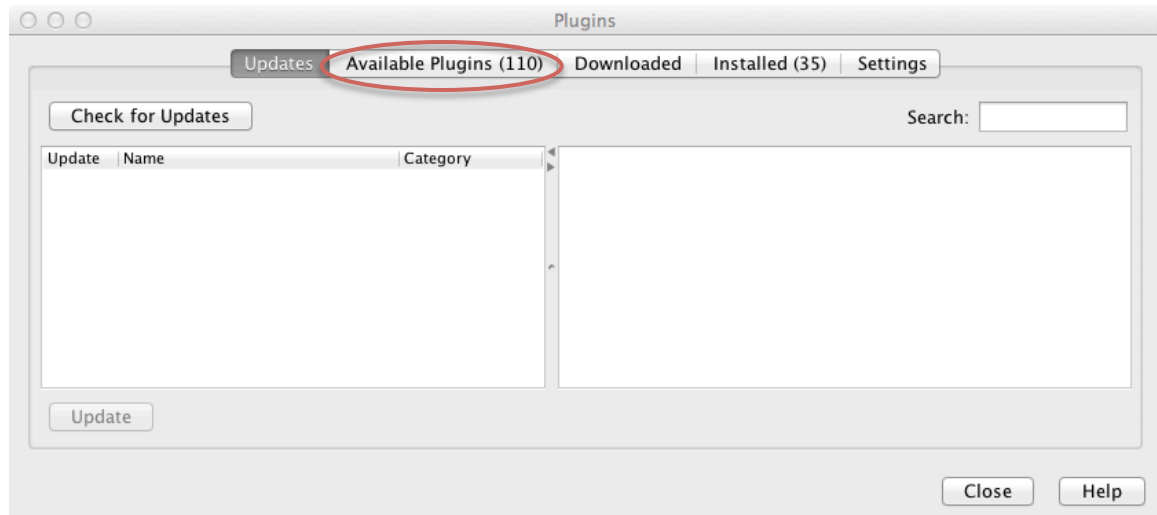 Plugins
Updates Available Plugins (110) Downloaded Installed (35) Settings
Check for Updates Search:
Update Name Category
Update
Close Help